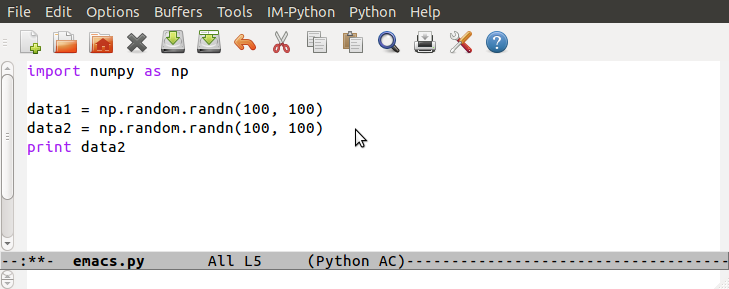 File Edit Options Buffers Tools IM-Python Python Help
import numpy as np
data1 = np.random.randn(100, 100)
data2 = np.random.randn(100, 100)
print data2
--:**-  emacs.py       All L5     (Python AC)------------------------------------